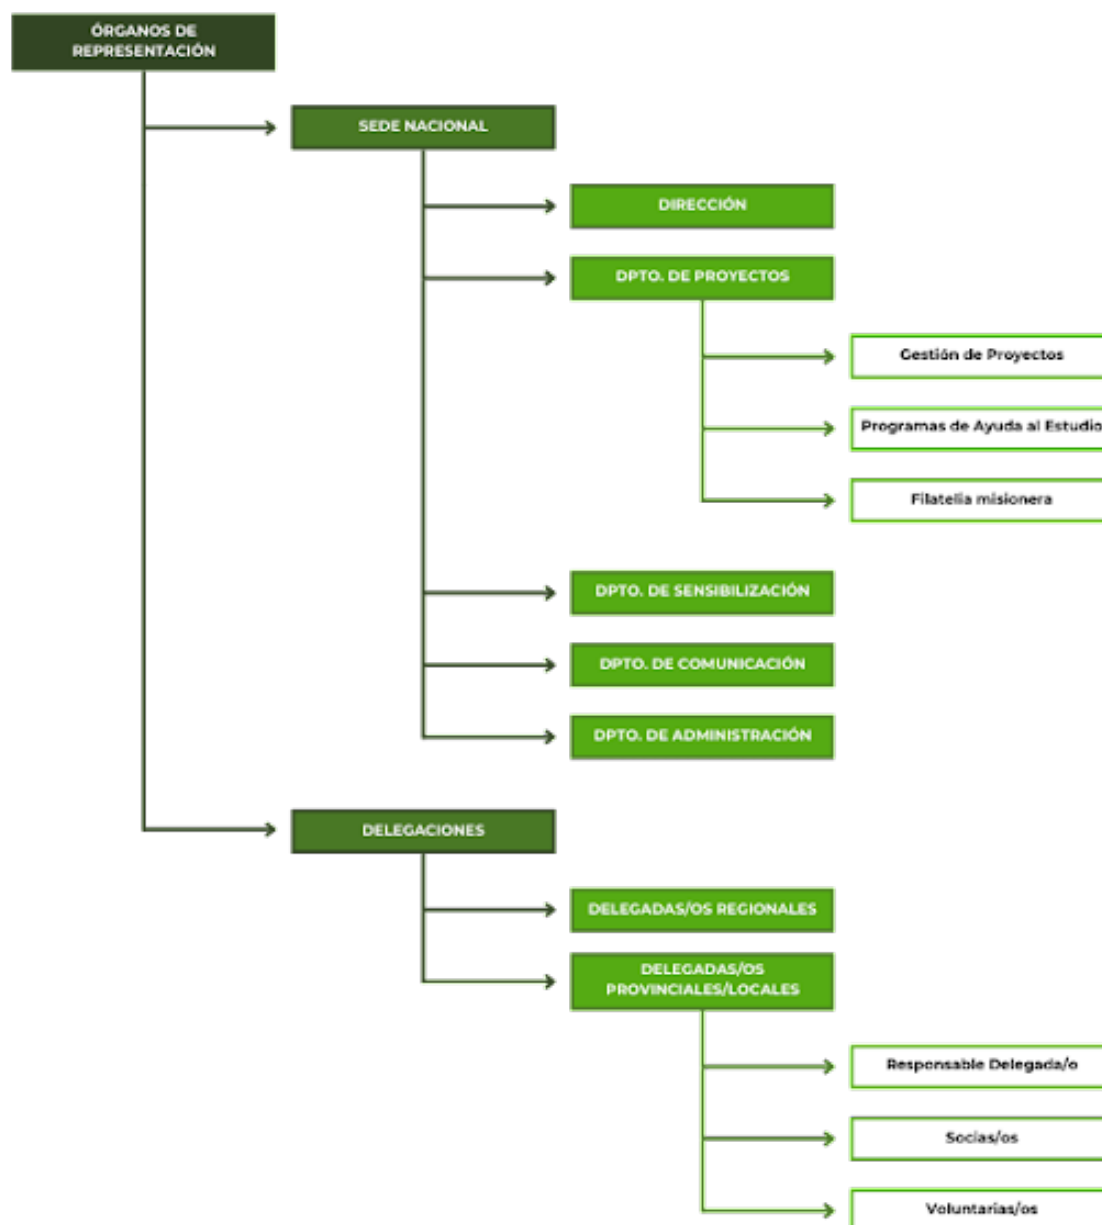 ÓRGANOS DE
REPRESENTACIÓN
SEDE NACIONAL
DIRECCIÓN
DPTO. DE PROYECTOS
Gestión de Proyectos
Programas de Ayuda al Estudio
Filatelia misionera
DPTO. DE SENSIBILIZACIÓN
DPTO. DE COMUNICACIÓN
DPTO. DE ADMINISTRACIÓN
DELEGACIONES
DELEGADAS/OS REGIONALES
DELEGADAS/OS
PROVINCIALES/LOCALES
Responsable Delegada/o
Socias/os
Voluntarias/os